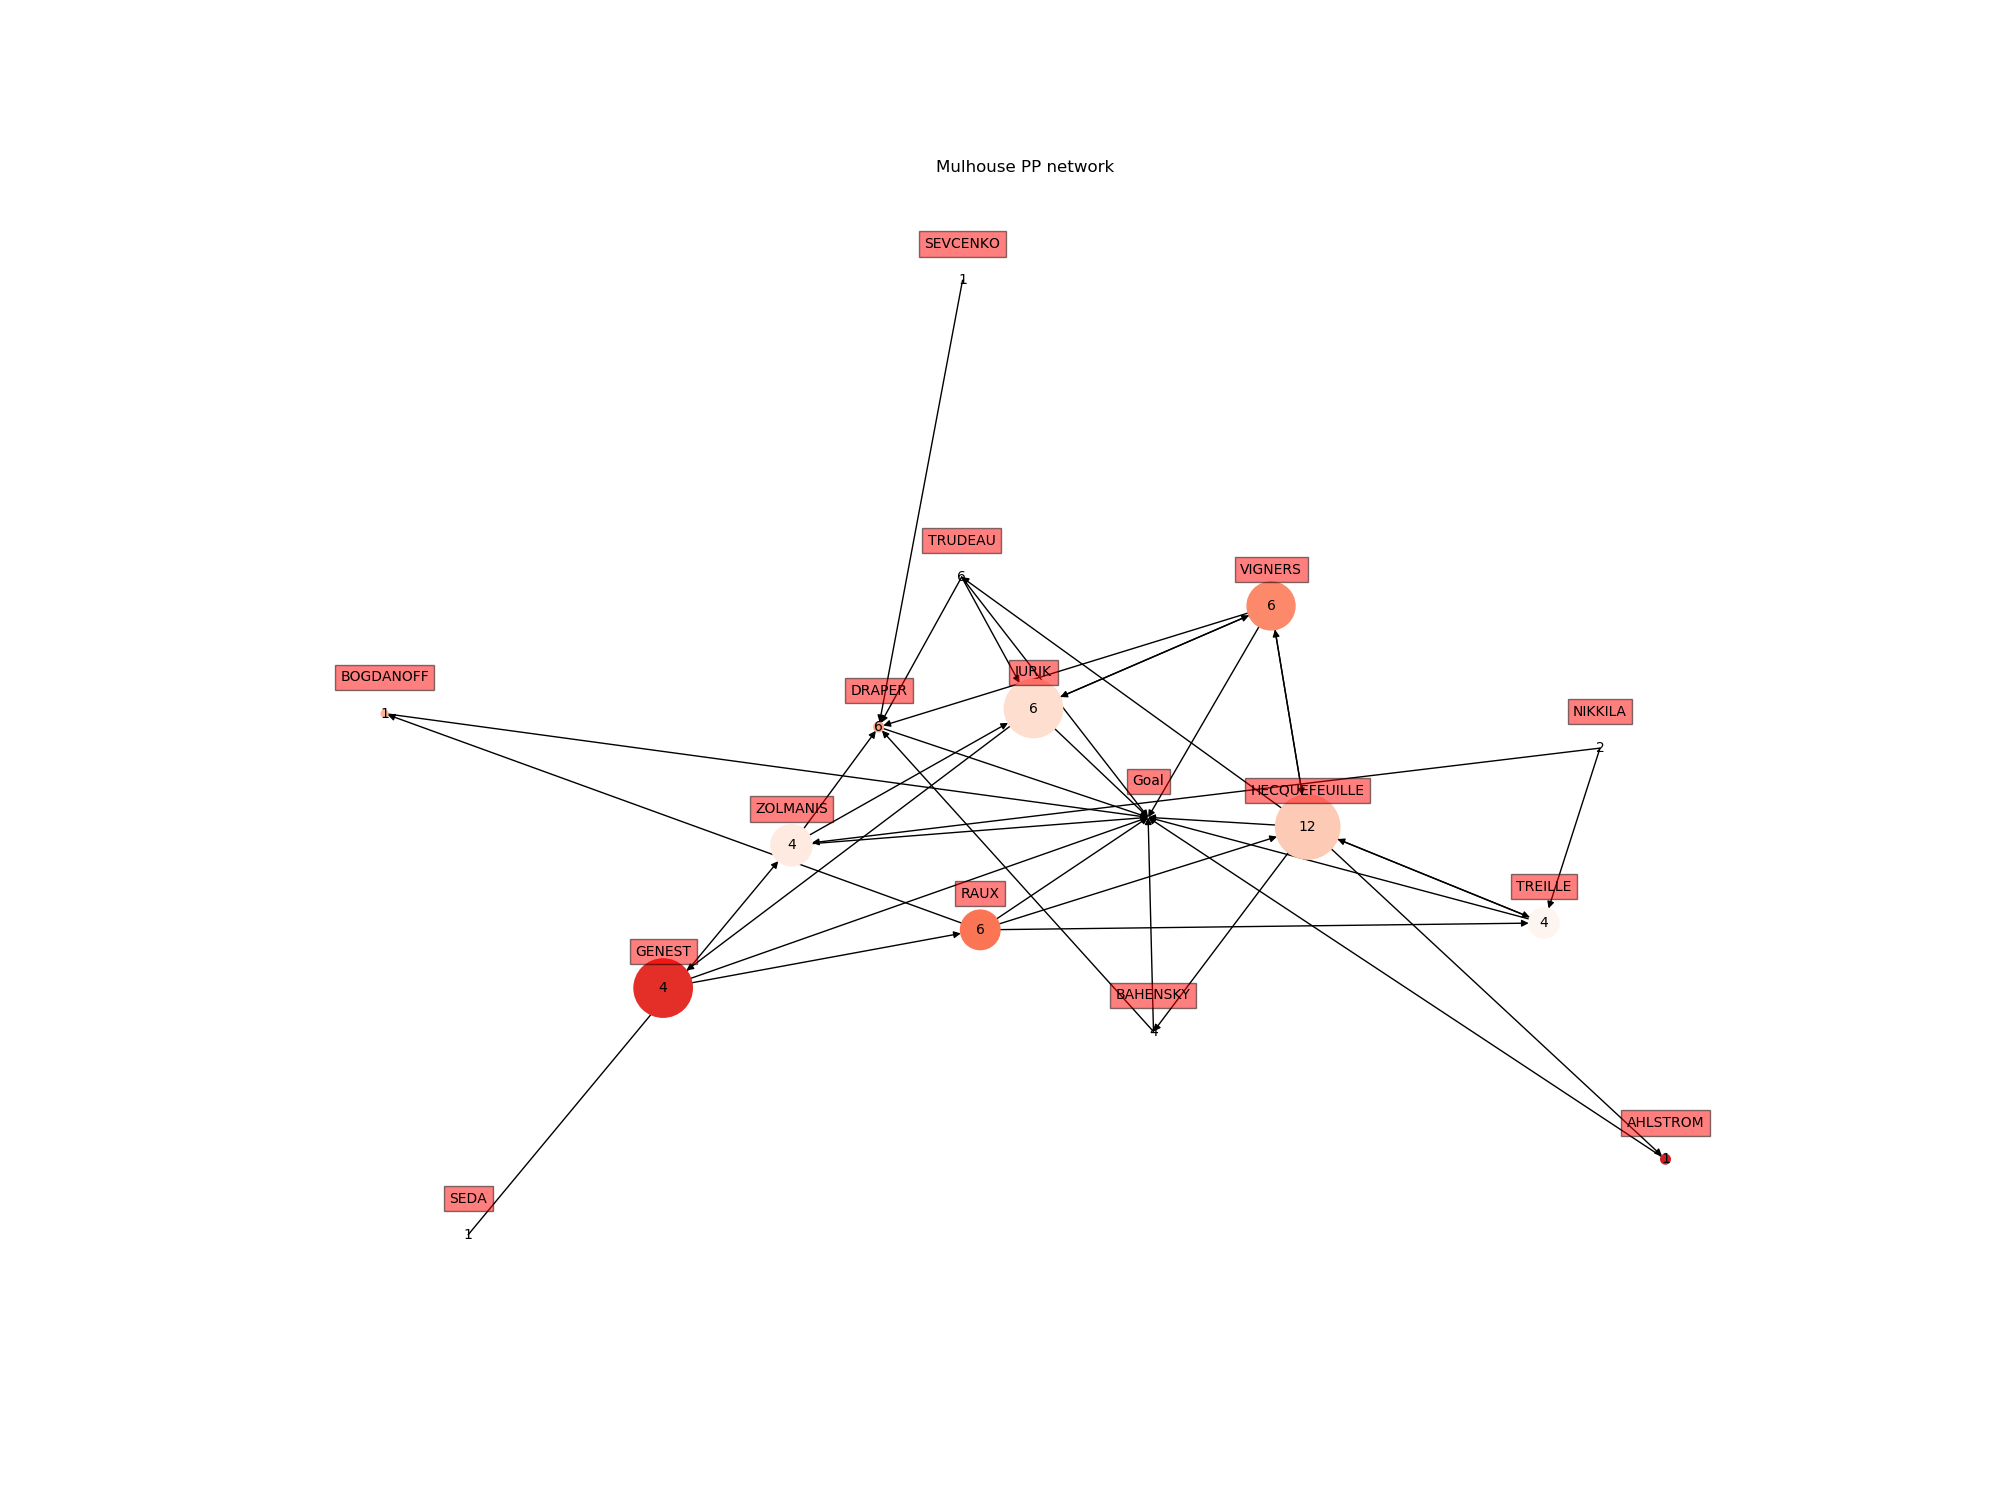 Mulhouse PP network
SEVCENKO
1
TRUDEAU
6
VIGNERS
6
JURIK
6
BOGDANOFF
1
DRAPER
6
NIKKILA
2
Goal
HECQUEFEUILLE
12
ZOLMANIS
4
TREILLE
4
RAUX
6
GENEST
4
BAHENSKY
4
AHLSTROM
1
SEDA
1